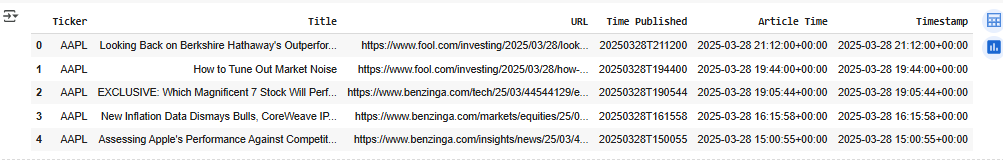 Ticker Title URL Time Published Article Time Timestamp
0 AAPL Looking Back on Berkshire Hathaway's Outperfor... https://www.fool.com/investing/2025/03/28/look... 20250328T211200 2025-03-28 21:12:00+00:00 2025-03-28 21:12:00+00:00
1 AAPL How to Tune Out Market Noise https://www.fool.com/investing/2025/03/28/how-... 20250328T194400 2025-03-28 19:44:00+00:00 2025-03-28 19:44:00+00:00
2 AAPL EXCLUSIVE: Which Magnificent 7 Stock Will Perf... https://www.benzinga.com/tech/25/03/44544129/e... 20250328T190544 2025-03-28 19:05:44+00:00 2025-03-28 19:05:44+00:00
3 AAPL New Inflation Data Dismays Bulls, CoreWeave IP... https://www.benzinga.com/markets/equities/25/0... 20250328T161558 2025-03-28 16:15:58+00:00 2025-03-28 16:15:58+00:00
4 AAPL Assessing Apple's Performance Against Competit... https://www.benzinga.com/insights/news/25/03/4... 20250328T150055 2025-03-28 15:00:55+00:00 2025-03-28 15:00:55+00:00